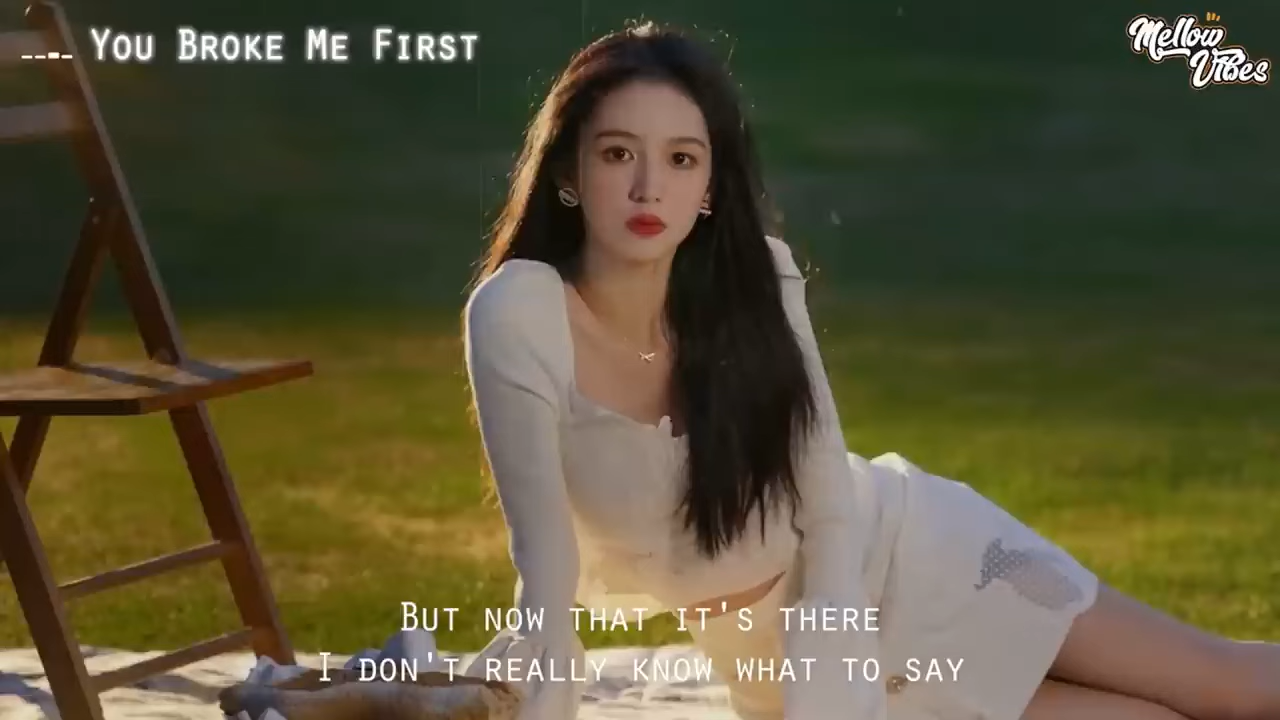 You Broke Me First
Mellow
Vibes
But now that it's there
I don't really know what to say